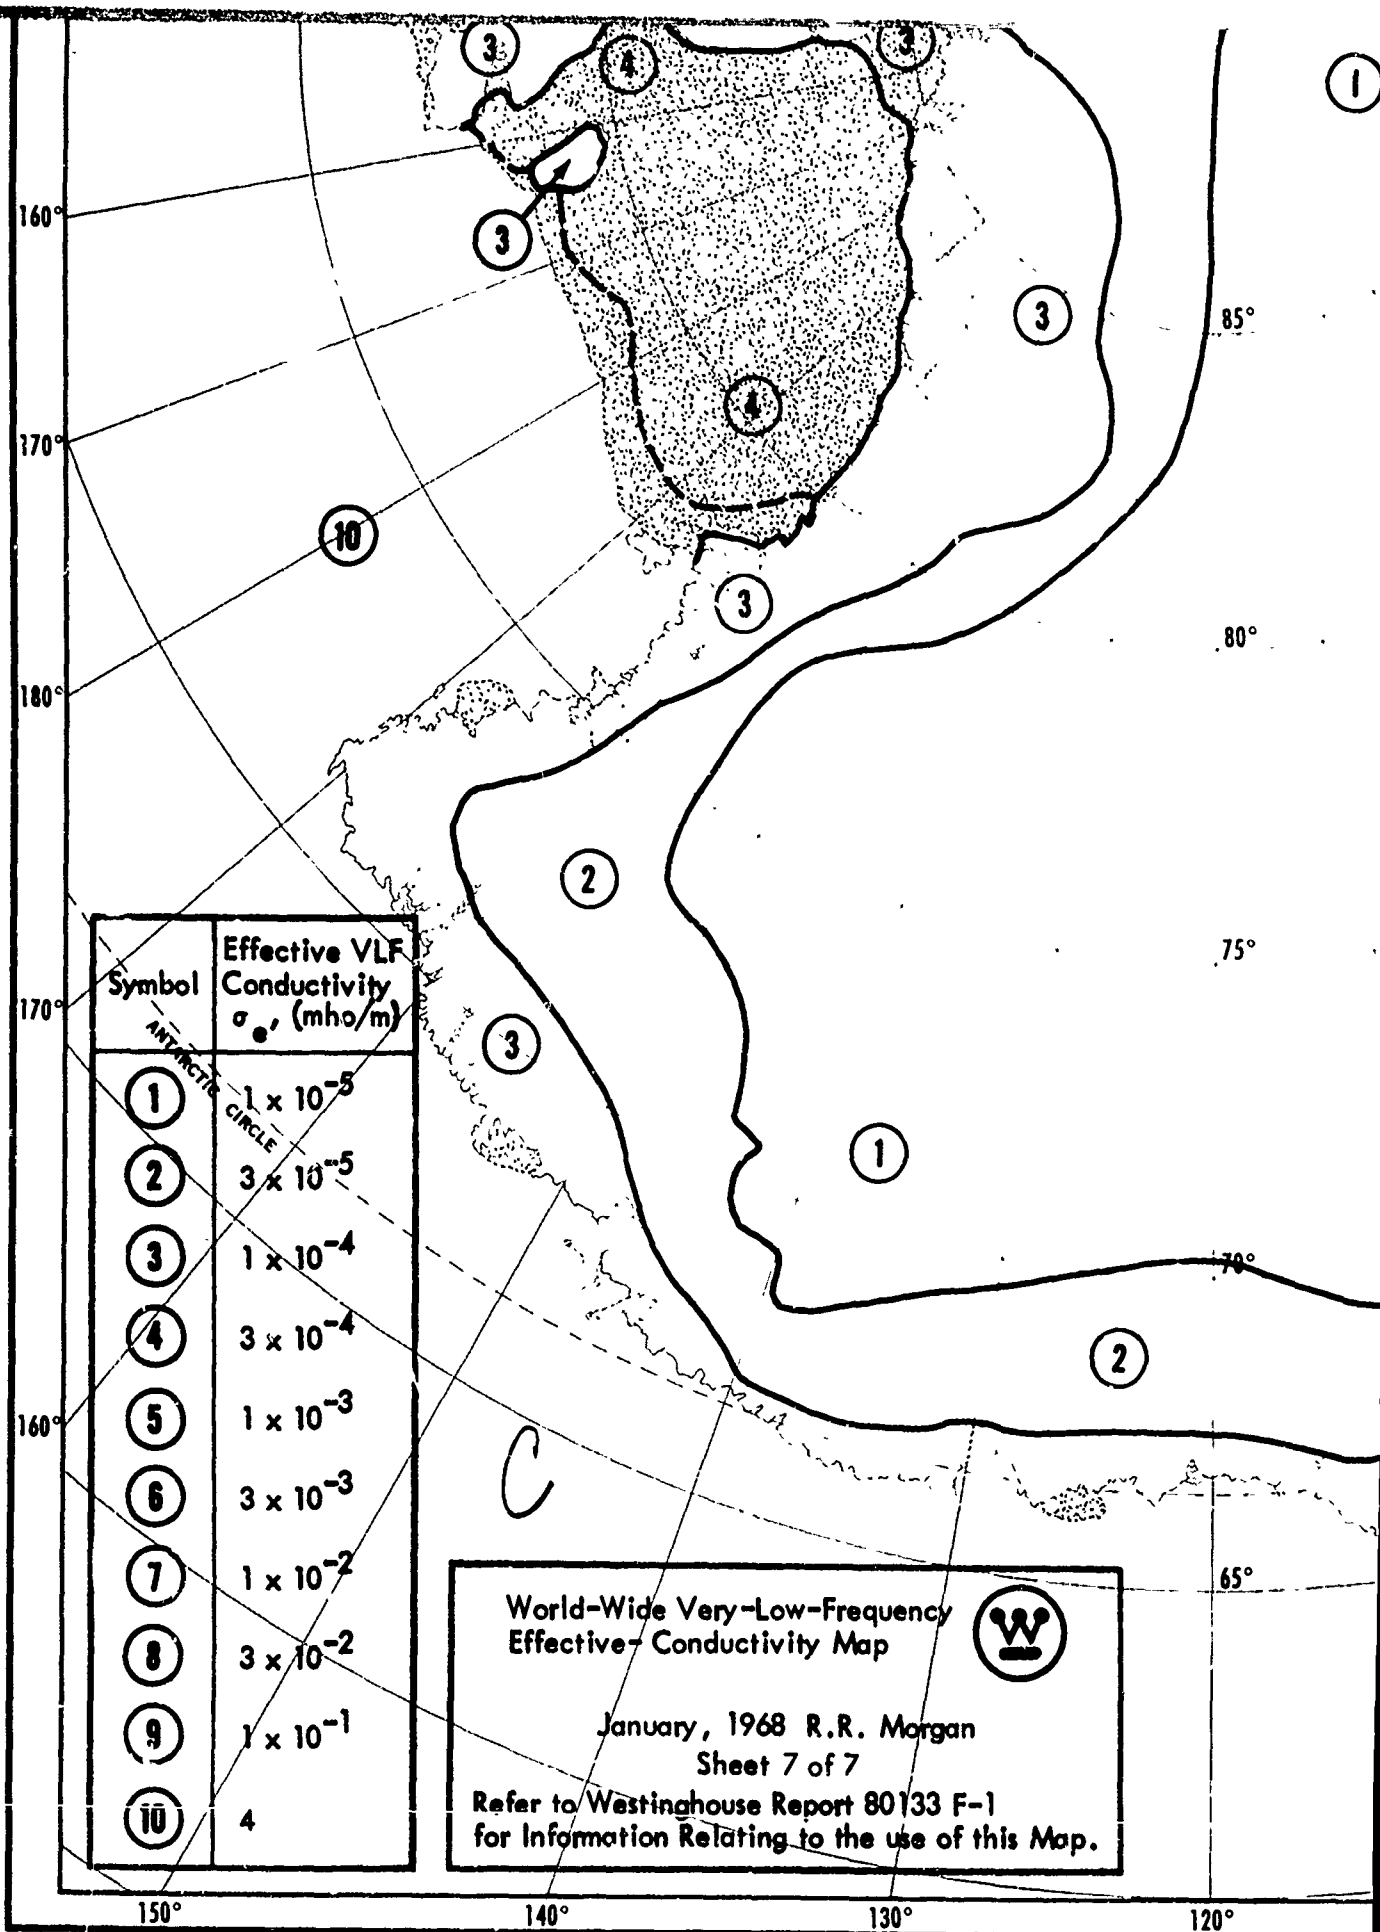 3
4
3
1
160°
3
3
85°
170°
4
10
3
80°
180°
2
75°
170°
3
1
70°
2
160°
65°
ANTARCTIC CIRCLE
Symbol
Effective VLF
Conductivity
σe, (mho/m)
1 1 x 10-5
2 3 x 10-5
3 1 x 10-4
4 3 x 10-4
5 1 x 10-3
6 3 x 10-3
7 1 x 10-2
8 3 x 10-2
9 1 x 10-1
10 4
C
World-Wide Very-Low-Frequency
Effective- Conductivity Map
W
January, 1968 R.R. Morgan
Sheet 7 of 7
Refer to Westinghouse Report 80133 F-1
for Information Relating to the use of this Map.
150° 140° 130° 120°